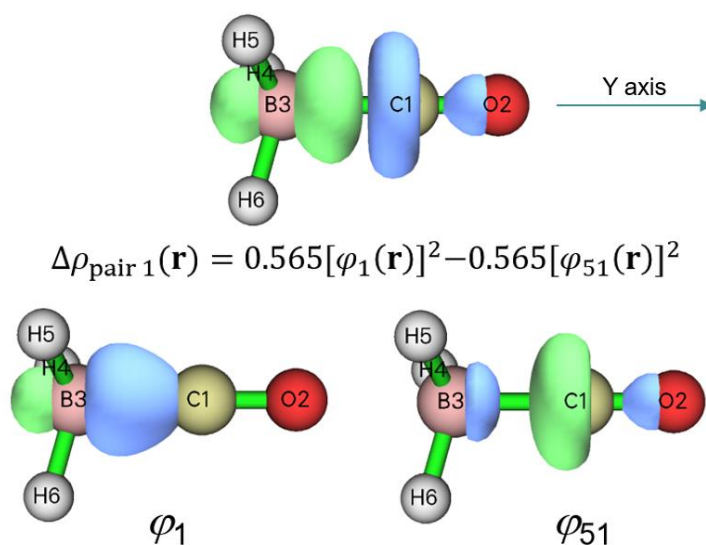 H5
H4
B3 C1 O2 Y axis
H6
Δρpair 1(𝐫) = 0.565[φ1(𝐫)]²−0.565[φ51(𝐫)]²
H5 H5
H4 H4
B3 C1 O2 B3 C1 O2
H6 H6
φ1 φ51